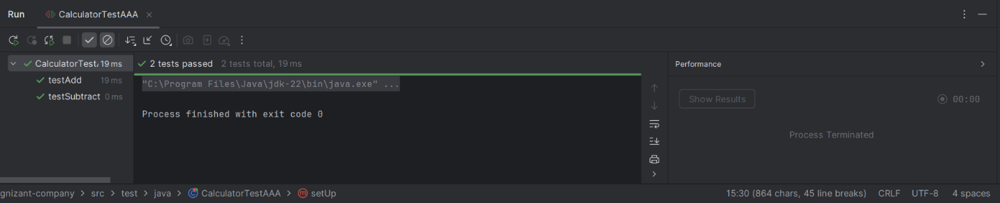 Run CalculatorTestAAA
CalculatorTest 19 ms
testAdd 19 ms
testSubtract 0 ms
2 tests passed 2 tests total, 19 ms
"C:\Program Files\Java\jdk-22\bin\java.exe" ...
Process finished with exit code 0
Performance
Show Results 00:00
Process Terminated
gnizant-company > src > test > java > CalculatorTestAAA > setUp
15:30 (864 chars, 45 line breaks) CRLF UTF-8 4 spaces